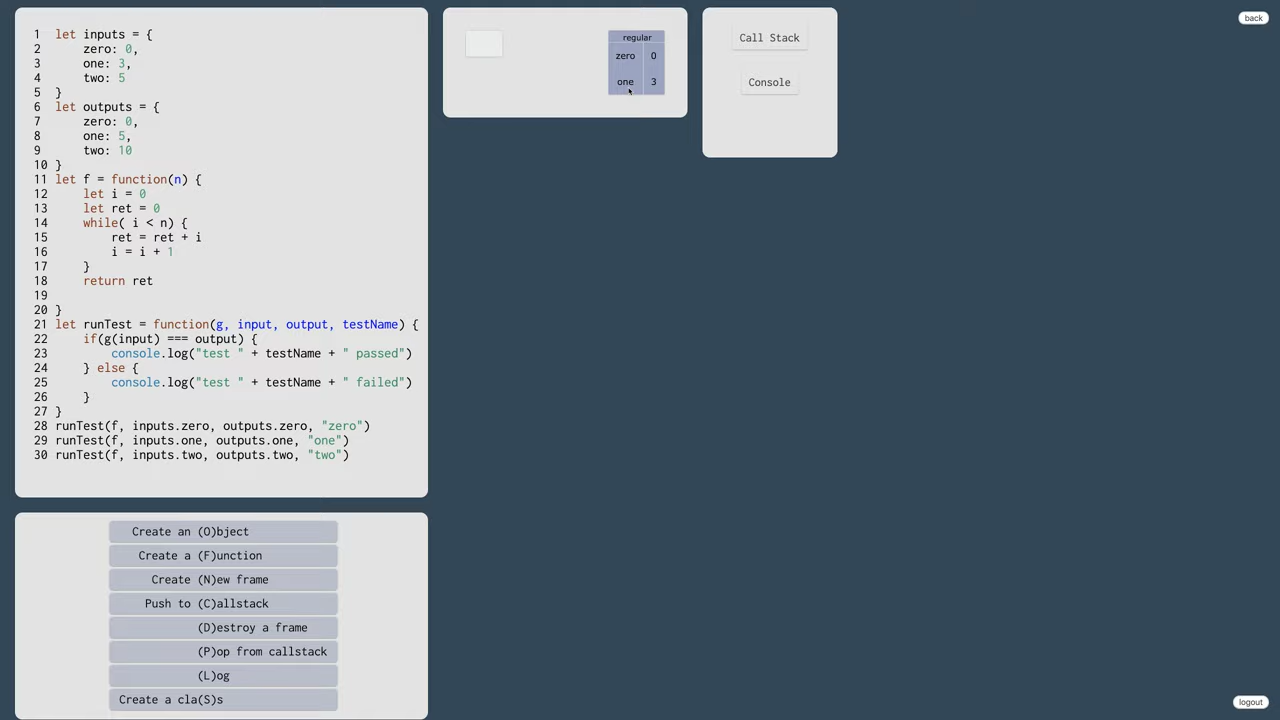 1 let inputs = {
2     zero: 0,
3     one: 3,
4     two: 5
5 }
6 let outputs = {
7     zero: 0,
8     one: 5,
9     two: 10
10 }
11 let f = function(n) {
12     let i = 0
13     let ret = 0
14     while( i < n) {
15         ret = ret + i
16         i = i + 1
17     }
18     return ret
19
20 }
21 let runTest = function(g, input, output, testName) {
22     if(g(input) === output) {
23         console.log("test " + testName + " passed")
24     } else {
25         console.log("test " + testName + " failed")
26     }
27 }
28 runTest(f, inputs.zero, outputs.zero, "zero")
29 runTest(f, inputs.one, outputs.one, "one")
30 runTest(f, inputs.two, outputs.two, "two")
Create an (O)bject
Create a (F)unction
Create (N)ew frame
Push to (C)allstack
(D)estroy a frame
(P)op from callstack
(L)og
Create a cla(S)s
regular
zero 0
one 3
Call Stack
Console
back
logout